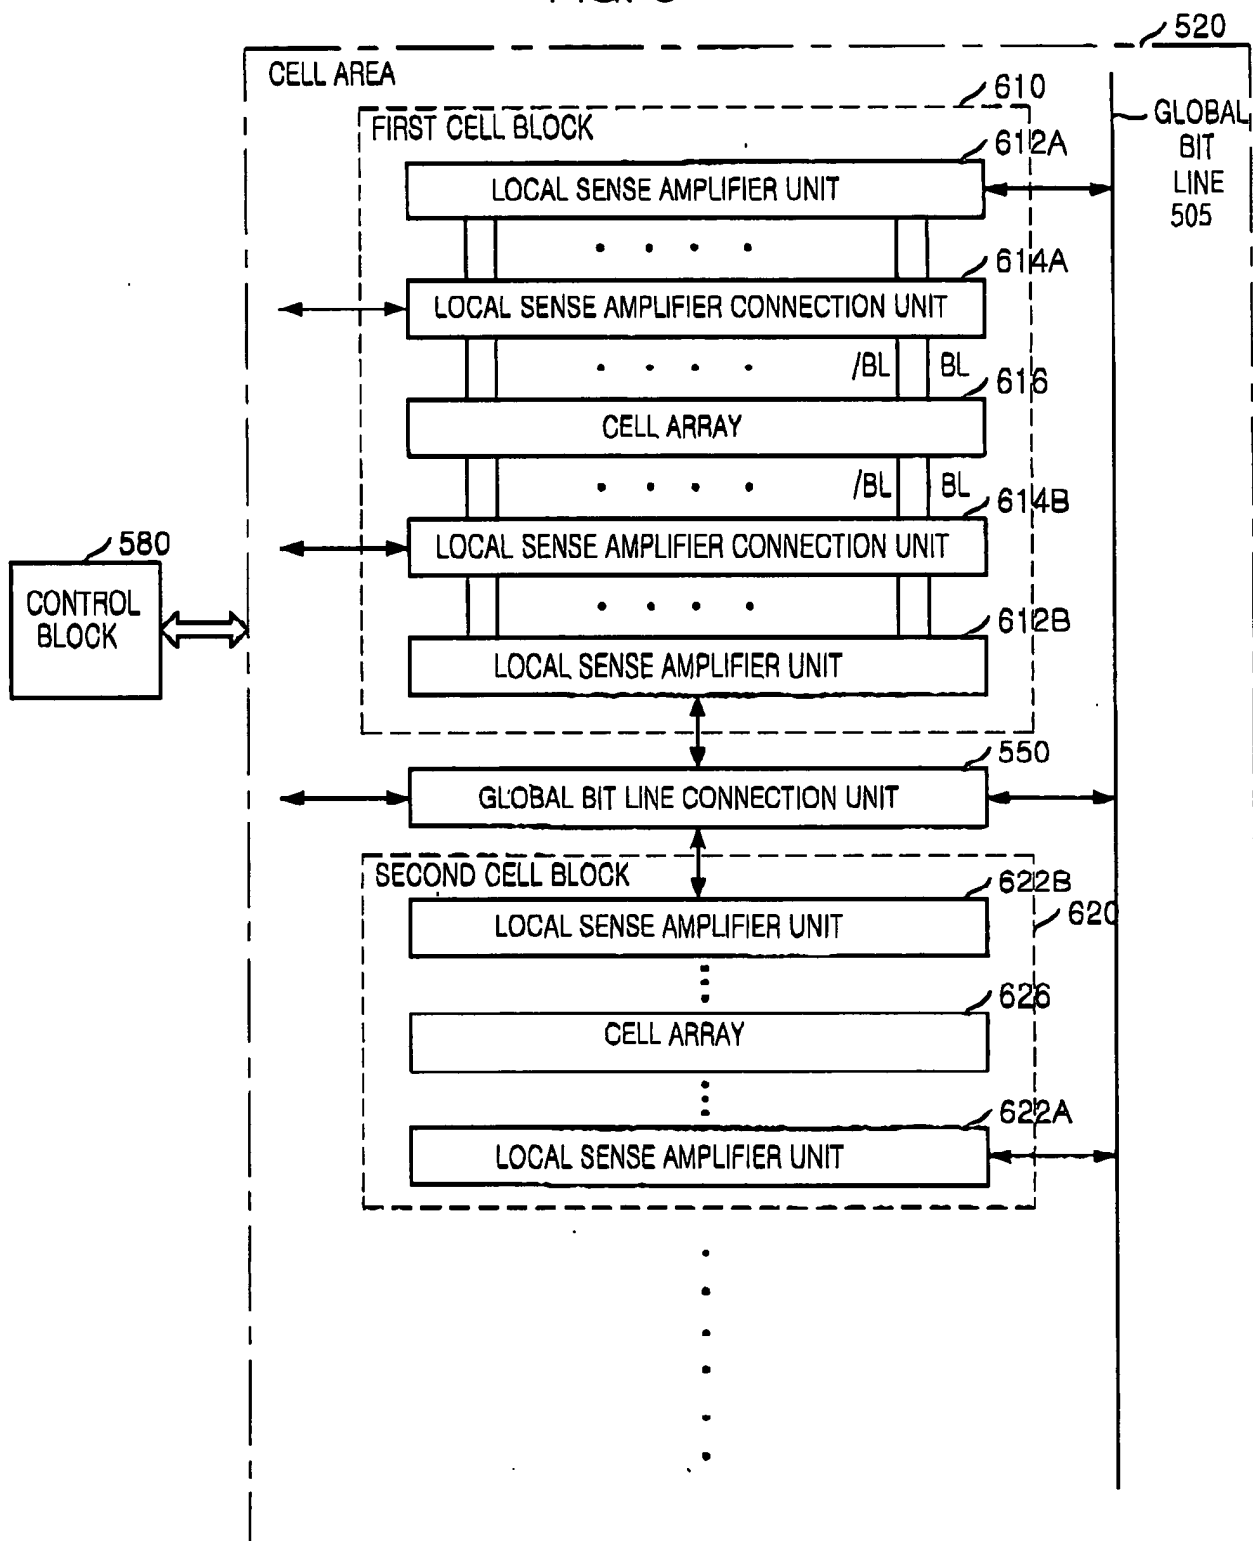 520
CELL AREA
610
GLOBAL
BIT
LINE
505
FIRST CELL BLOCK
612A
LOCAL SENSE AMPLIFIER UNIT
614A
LOCAL SENSE AMPLIFIER CONNECTION UNIT
/BL BL
616
CELL ARRAY
/BL BL
614B
LOCAL SENSE AMPLIFIER CONNECTION UNIT
580
CONTROL
BLOCK
612B
LOCAL SENSE AMPLIFIER UNIT
550
GLOBAL BIT LINE CONNECTION UNIT
SECOND CELL BLOCK
622B
620
LOCAL SENSE AMPLIFIER UNIT
626
CELL ARRAY
622A
LOCAL SENSE AMPLIFIER UNIT